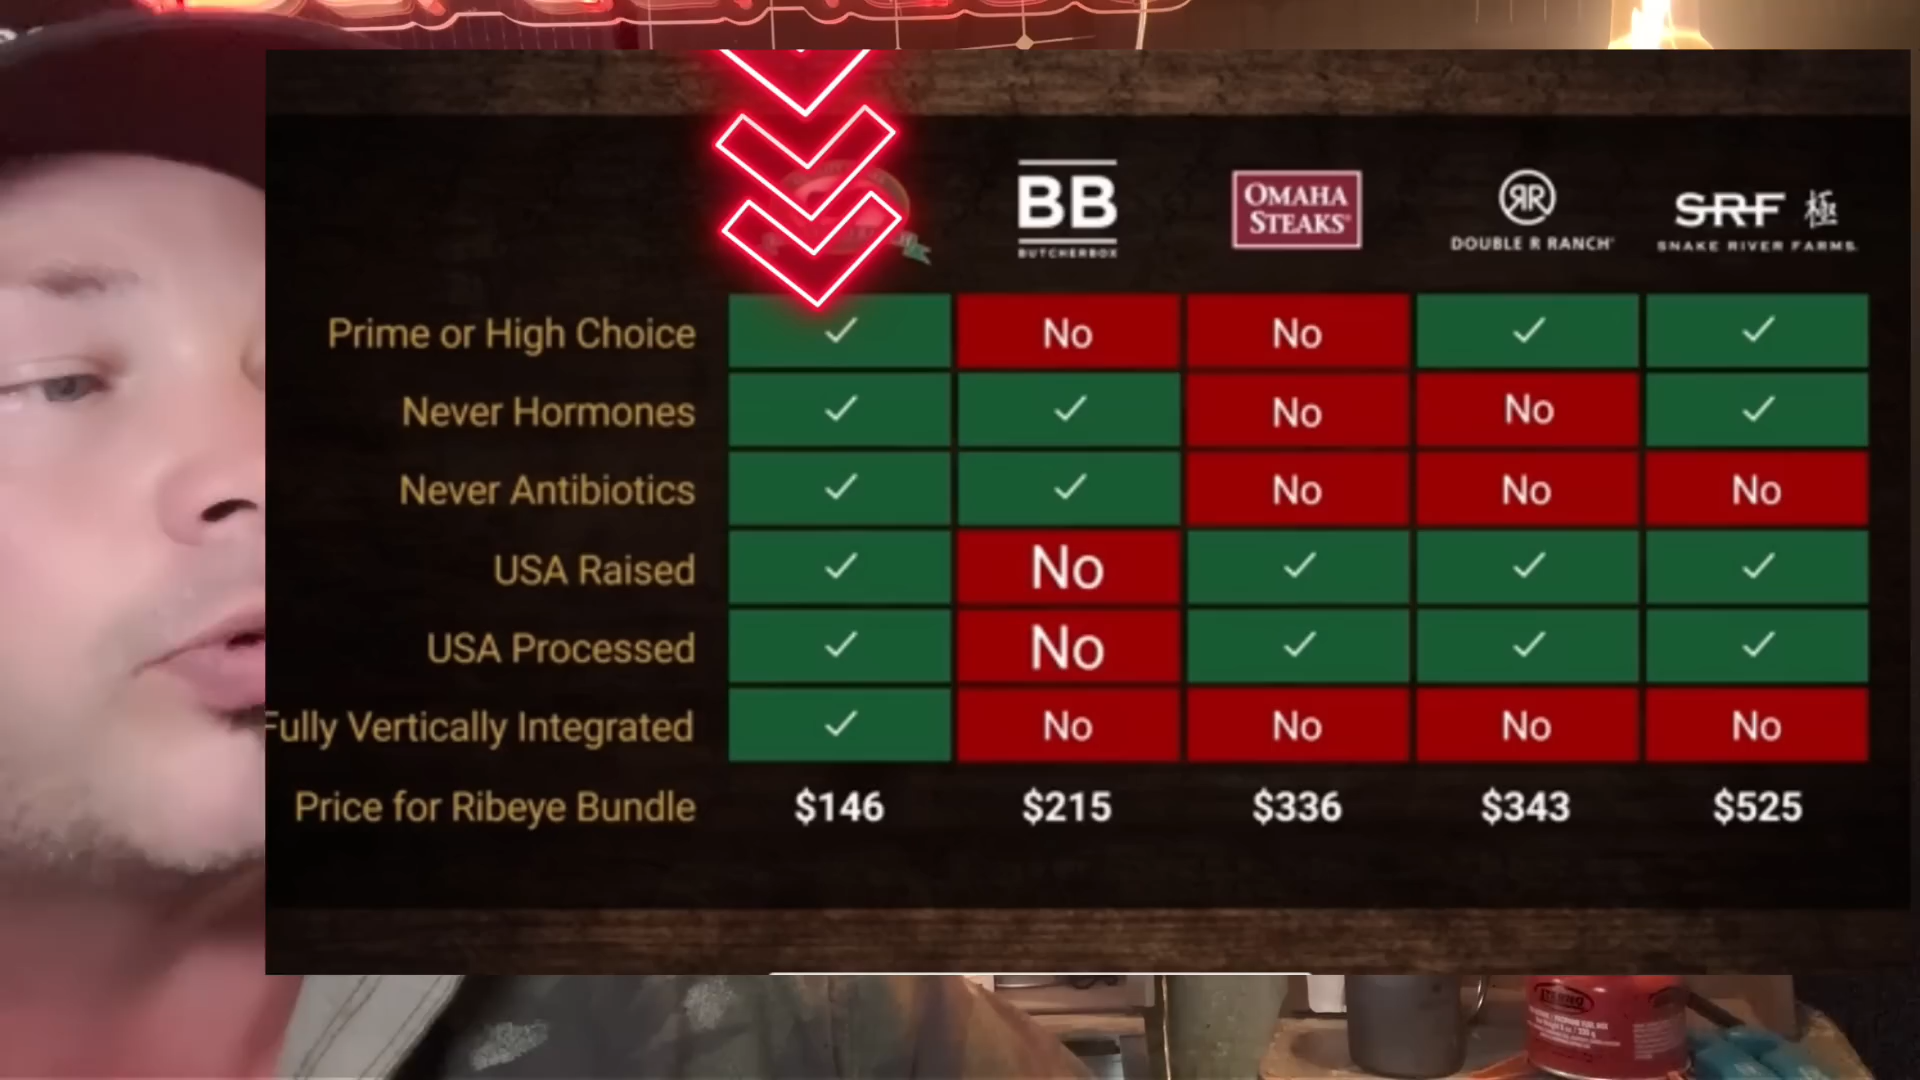 BB
BUTCHERBOX
OMAHA
STEAKS
RR
DOUBLE R RANCH
SRF 極
SNAKE RIVER FARMS
Prime or High Choice ✓ No No ✓ ✓
Never Hormones ✓ ✓ No No ✓
Never Antibiotics ✓ ✓ No No No
USA Raised ✓ No ✓ ✓ ✓
USA Processed ✓ No ✓ ✓ ✓
Fully Vertically Integrated ✓ No No No No
Price for Ribeye Bundle $146 $215 $336 $343 $525